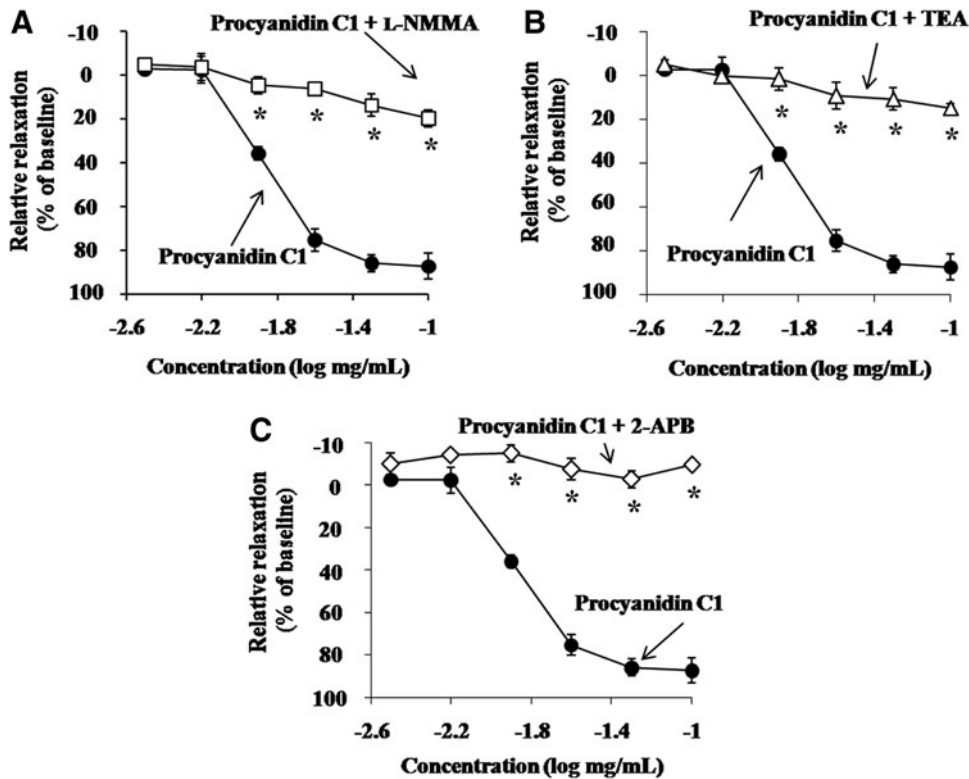 A
Procyanidin C1 + L-NMMA
Relative relaxation
(% of baseline)
-10
0
20
40
60
80
100
* * * *
Procyanidin C1
-2.6 -2.2 -1.8 -1.4 -1
Concentration (log mg/mL)
B
Procyanidin C1 + TEA
Relative relaxation
(% of baseline)
-10
0
20
40
60
80
100
* * * *
Procyanidin C1
-2.6 -2.2 -1.8 -1.4 -1
Concentration (log mg/mL)
C
Procyanidin C1 + 2-APB
Relative relaxation
(% of baseline)
-10
0
20
40
60
80
100
* * * *
Procyanidin C1
-2.6 -2.2 -1.8 -1.4 -1
Concentration (log mg/mL)